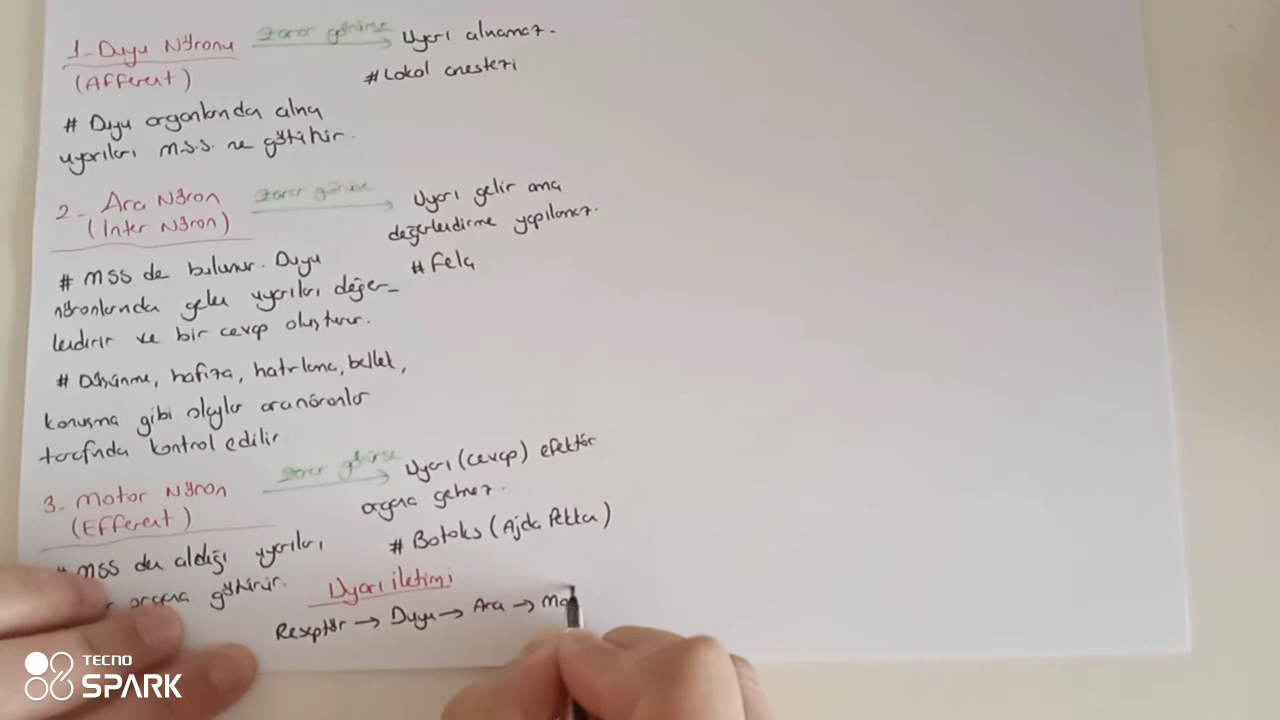 1- Duyu Nöronu
(Afferent)
Zarar görürse
Uyarı alınamaz.
#Lokal anestezi
# Duyu organlarında alına
uyarıları M.S.S. ne götürür.
2- Ara Nöron
(İnter Nöron)
Zarar görürse
Uyarı gelir ama
değerlendirme yapılamaz.
# Felç
# MSS de bulunur. Duyu
nöronlarında gelen uyarıları değer-
lendirir ve bir cevap oluşturur.
# Düşünme, hafıza, hatırlama, bellek,
konuşma gibi olaylar aranöronlar
tarafında kontrol edilir
3- Motor Nöron
(Efferent)
Zarar görürse
Uyarı (cevap) efektör
organa gelmez.
# Botoks (Ajda Pekkan)
MSS den aldığı uyarıları
organa götürür.
Uyarı iletimi
Reseptör → Duyu → Ara → Mo
TECNO
SPARK